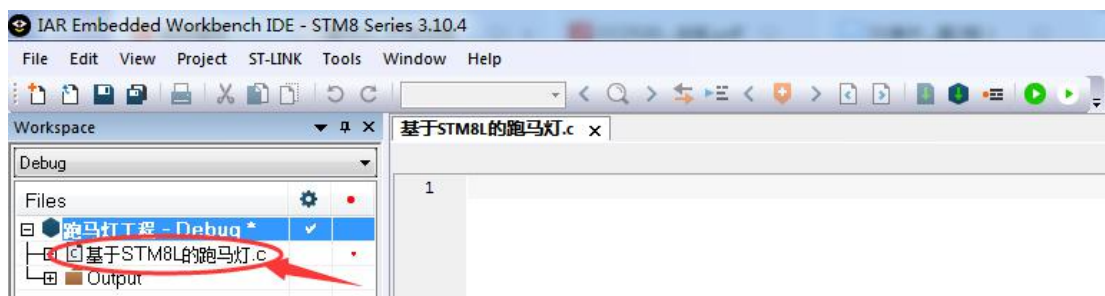 IAR Embedded Workbench IDE - STM8 Series 3.10.4
File Edit View Project ST-LINK Tools Window Help
Workspace
基于STM8L的跑马灯.c x
Debug
Files
1
跑马灯工程 - Debug *
基于STM8L的跑马灯.c
Output